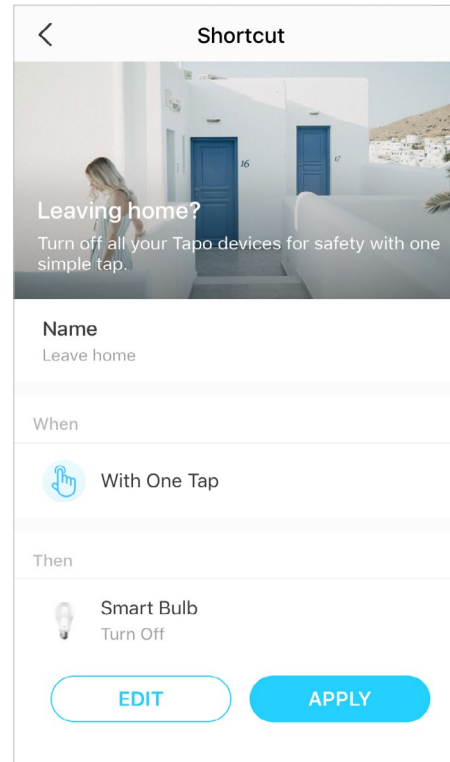 Shortcut
16
17
Leaving home?
Turn off all your Tapo devices for safety with one
simple tap.
Name
Leave home
When
With One Tap
Then
Smart Bulb
Turn Off
EDIT
APPLY